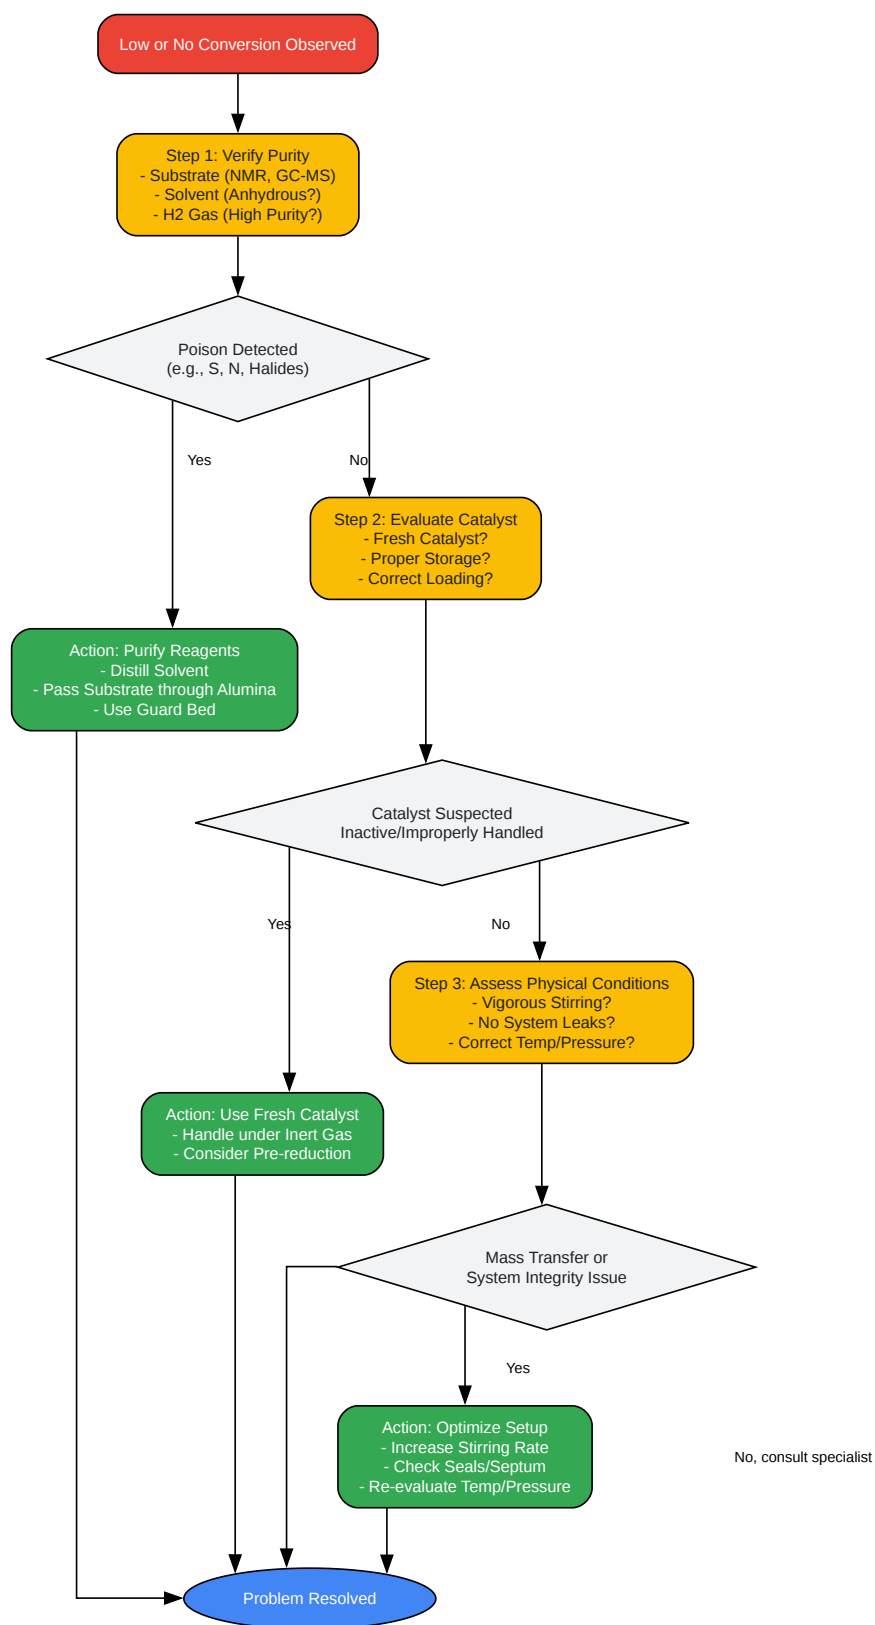 Low or No Conversion Observed
Step 1: Verify Purity
- Substrate (NMR, GC-MS)
- Solvent (Anhydrous?)
- H2 Gas (High Purity?)
Poison Detected
(e.g., S, N, Halides)
Yes
No
Step 2: Evaluate Catalyst
- Fresh Catalyst?
- Proper Storage?
- Correct Loading?
Action: Purify Reagents
- Distill Solvent
- Pass Substrate through Alumina
- Use Guard Bed
Catalyst Suspected
Inactive/Improperly Handled
Yes
No
Step 3: Assess Physical Conditions
- Vigorous Stirring?
- No System Leaks?
- Correct Temp/Pressure?
Action: Use Fresh Catalyst
- Handle under Inert Gas
- Consider Pre-reduction
Mass Transfer or
System Integrity Issue
Yes
Action: Optimize Setup
- Increase Stirring Rate
- Check Seals/Septum
- Re-evaluate Temp/Pressure
No, consult specialist
Problem Resolved